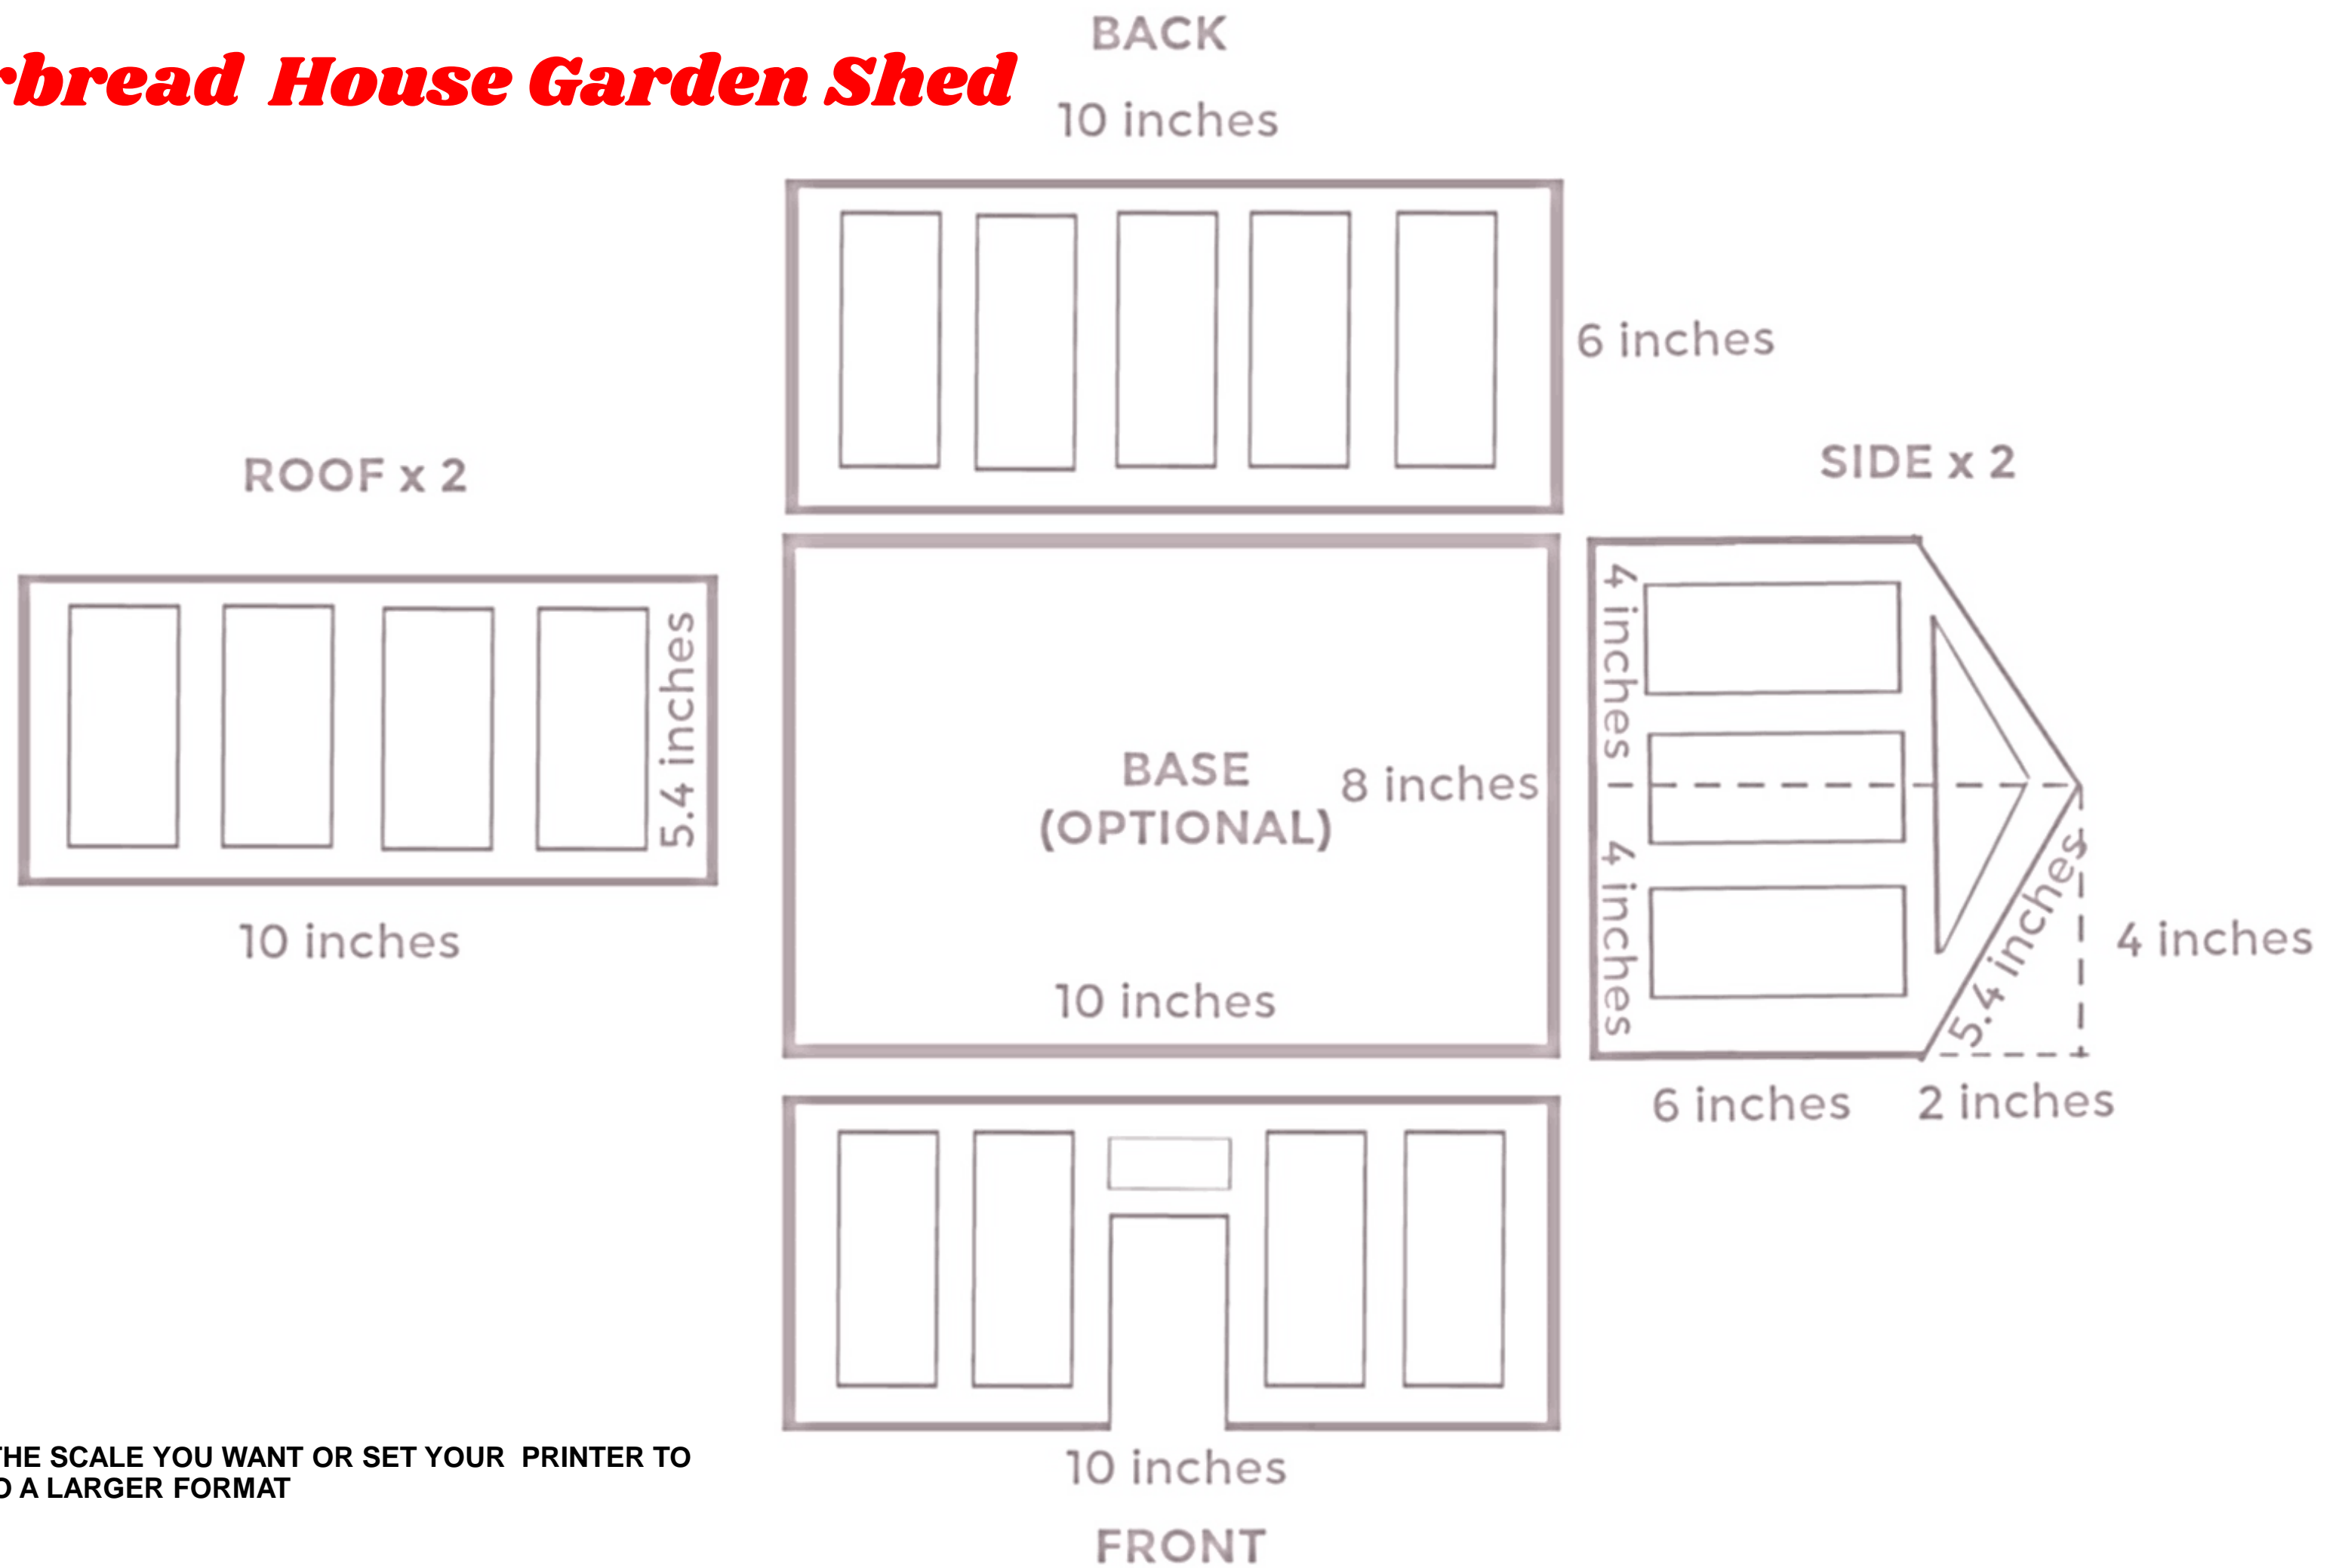 BACK
rbread House Garden Shed
10 inches
6 inches
ROOF x 2
SIDE x 2
4 inches
5.4 inches
BASE
(OPTIONAL)
8 inches
4 inches
5.4 inches
4 inches
10 inches
10 inches
6 inches
2 inches
THE SCALE YOU WANT OR SET YOUR PRINTER TO
O A LARGER FORMAT
10 inches
FRONT